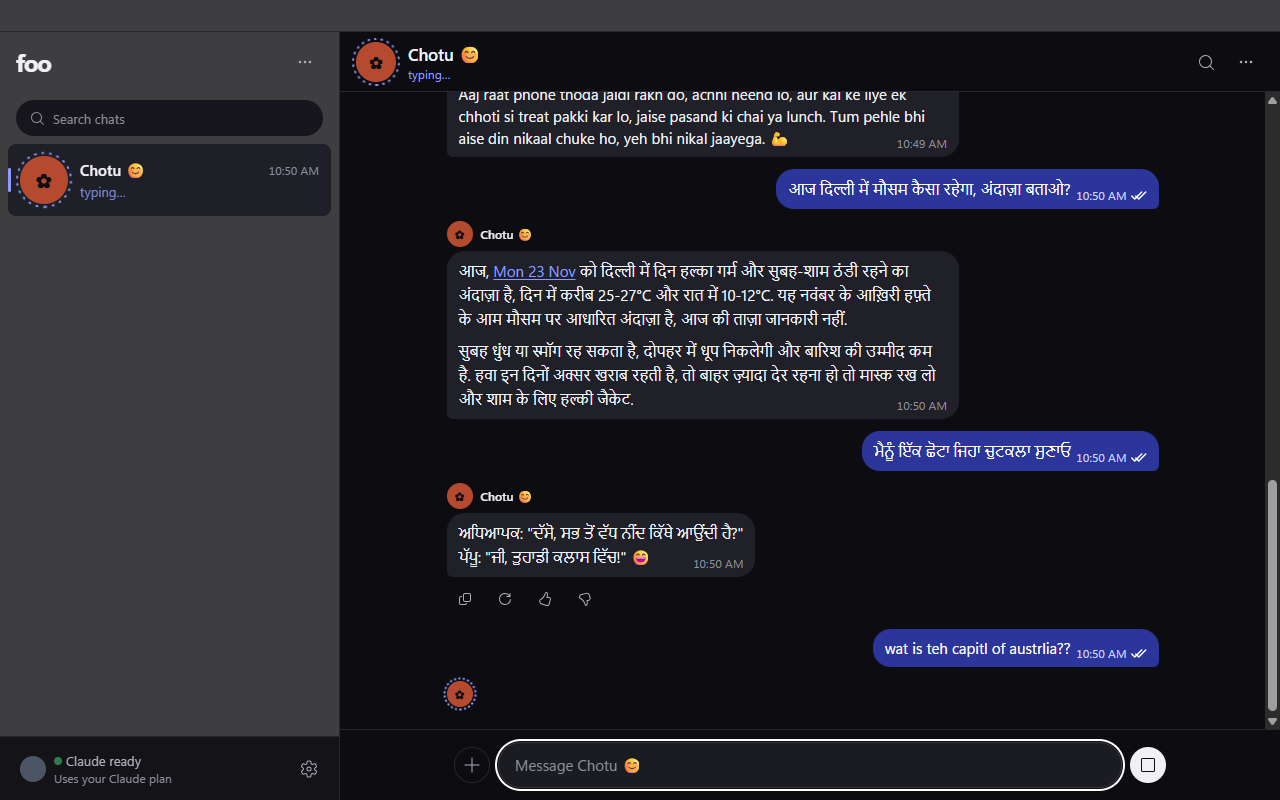 foo
Search chats
Chotu 😊
10:50 AM
typing...
Claude ready
Uses your Claude plan
Chotu 😊
typing...
Aaj raat phone thoda jaldi rakh do, achhi neend lo, aur kal ke liye ek
chhoti si treat pakki kar lo, jaise pasand ki chai ya lunch. Tum pehle bhi
aise din nikaal chuke ho, yeh bhi nikal jaayega. 💪
10:49 AM
आज दिल्ली में मौसम कैसा रहेगा, अंदाज़ा बताओ? 10:50 AM
Chotu 😊
आज, Mon 23 Nov को दिल्ली में दिन हल्का गर्म और सुबह-शाम ठंडी रहने का
अंदाज़ा है, दिन में करीब 25-27°C और रात में 10-12°C. यह नवंबर के आख़िरी हफ़्ते
के आम मौसम पर आधारित अंदाज़ा है, आज की ताज़ा जानकारी नहीं.
सुबह धुंध या स्मॉग रह सकता है, दोपहर में धूप निकलेगी और बारिश की उम्मीद कम
है. हवा इन दिनों अक्सर खराब रहती है, तो बाहर ज़्यादा देर रहना हो तो मास्क रख लो
और शाम के लिए हल्की जैकेट.
10:50 AM
ਮੈਨੂੰ ਇੱਕ ਛੋਟਾ ਜਿਹਾ ਚੁਟਕਲਾ ਸੁਣਾਓ 10:50 AM
Chotu 😊
ਅਧਿਆਪਕ: "ਦੱਸੋ, ਸਭ ਤੋਂ ਵੱਧ ਨੀਂਦ ਕਿੱਥੇ ਆਉਂਦੀ ਹੈ?"
ਪੱਪੂ: "ਜੀ, ਤੁਹਾਡੀ ਕਲਾਸ ਵਿੱਚ!" 😄
10:50 AM
wat is teh capitl of austrlia?? 10:50 AM
Message Chotu 😊